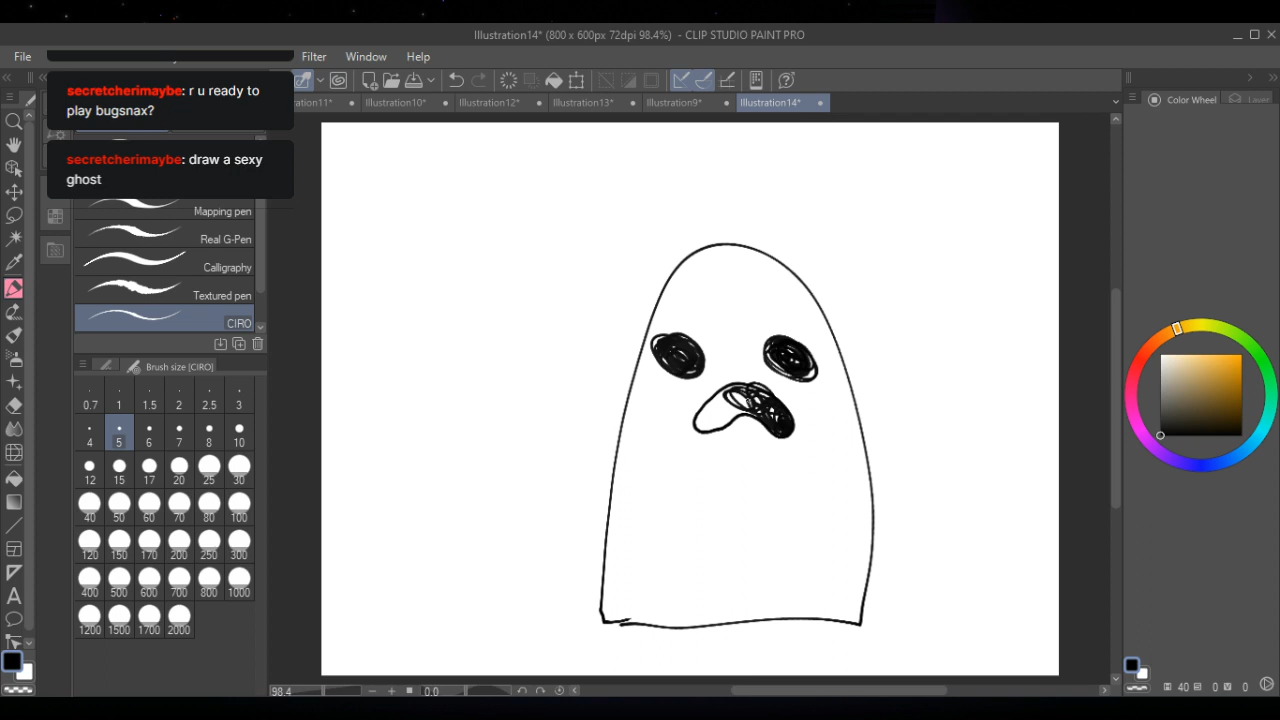 Illustration14* (800 x 600px 72dpi 98.4%) - CLIP STUDIO PAINT PRO
File Filter Window Help
secretcherimaybe: r u ready to
play bugsnax?
secretcherimaybe: draw a sexy
ghost
Illustration10* Illustration12* Illustration13* Illustration9* Illustration14*
Color Wheel Layer
Mapping pen
Real G-Pen
Calligraphy
Textured pen
CIRO
Brush size [CIRO]
0.7 1 1.5 2 2.5 3
4 5 6 7 8 10
12 15 17 20 25 30
40 50 60 70 80 100
120 150 170 200 250 300
400 500 600 700 800 1000
1200 1500 1700 2000
98.4 0.0
H 40 S 0 V 0